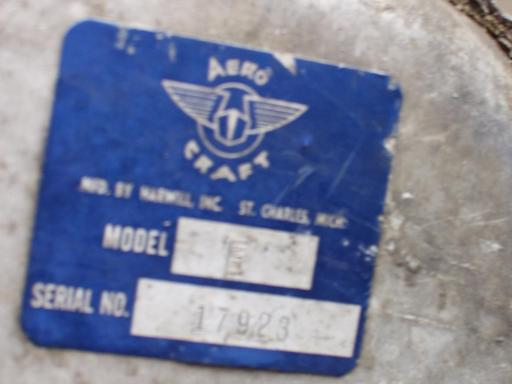 AERO
CRAFT
MFD. BY HARWILL, INC. ST. CHARLES, MICH.
MODEL E
SERIAL NO. 17923